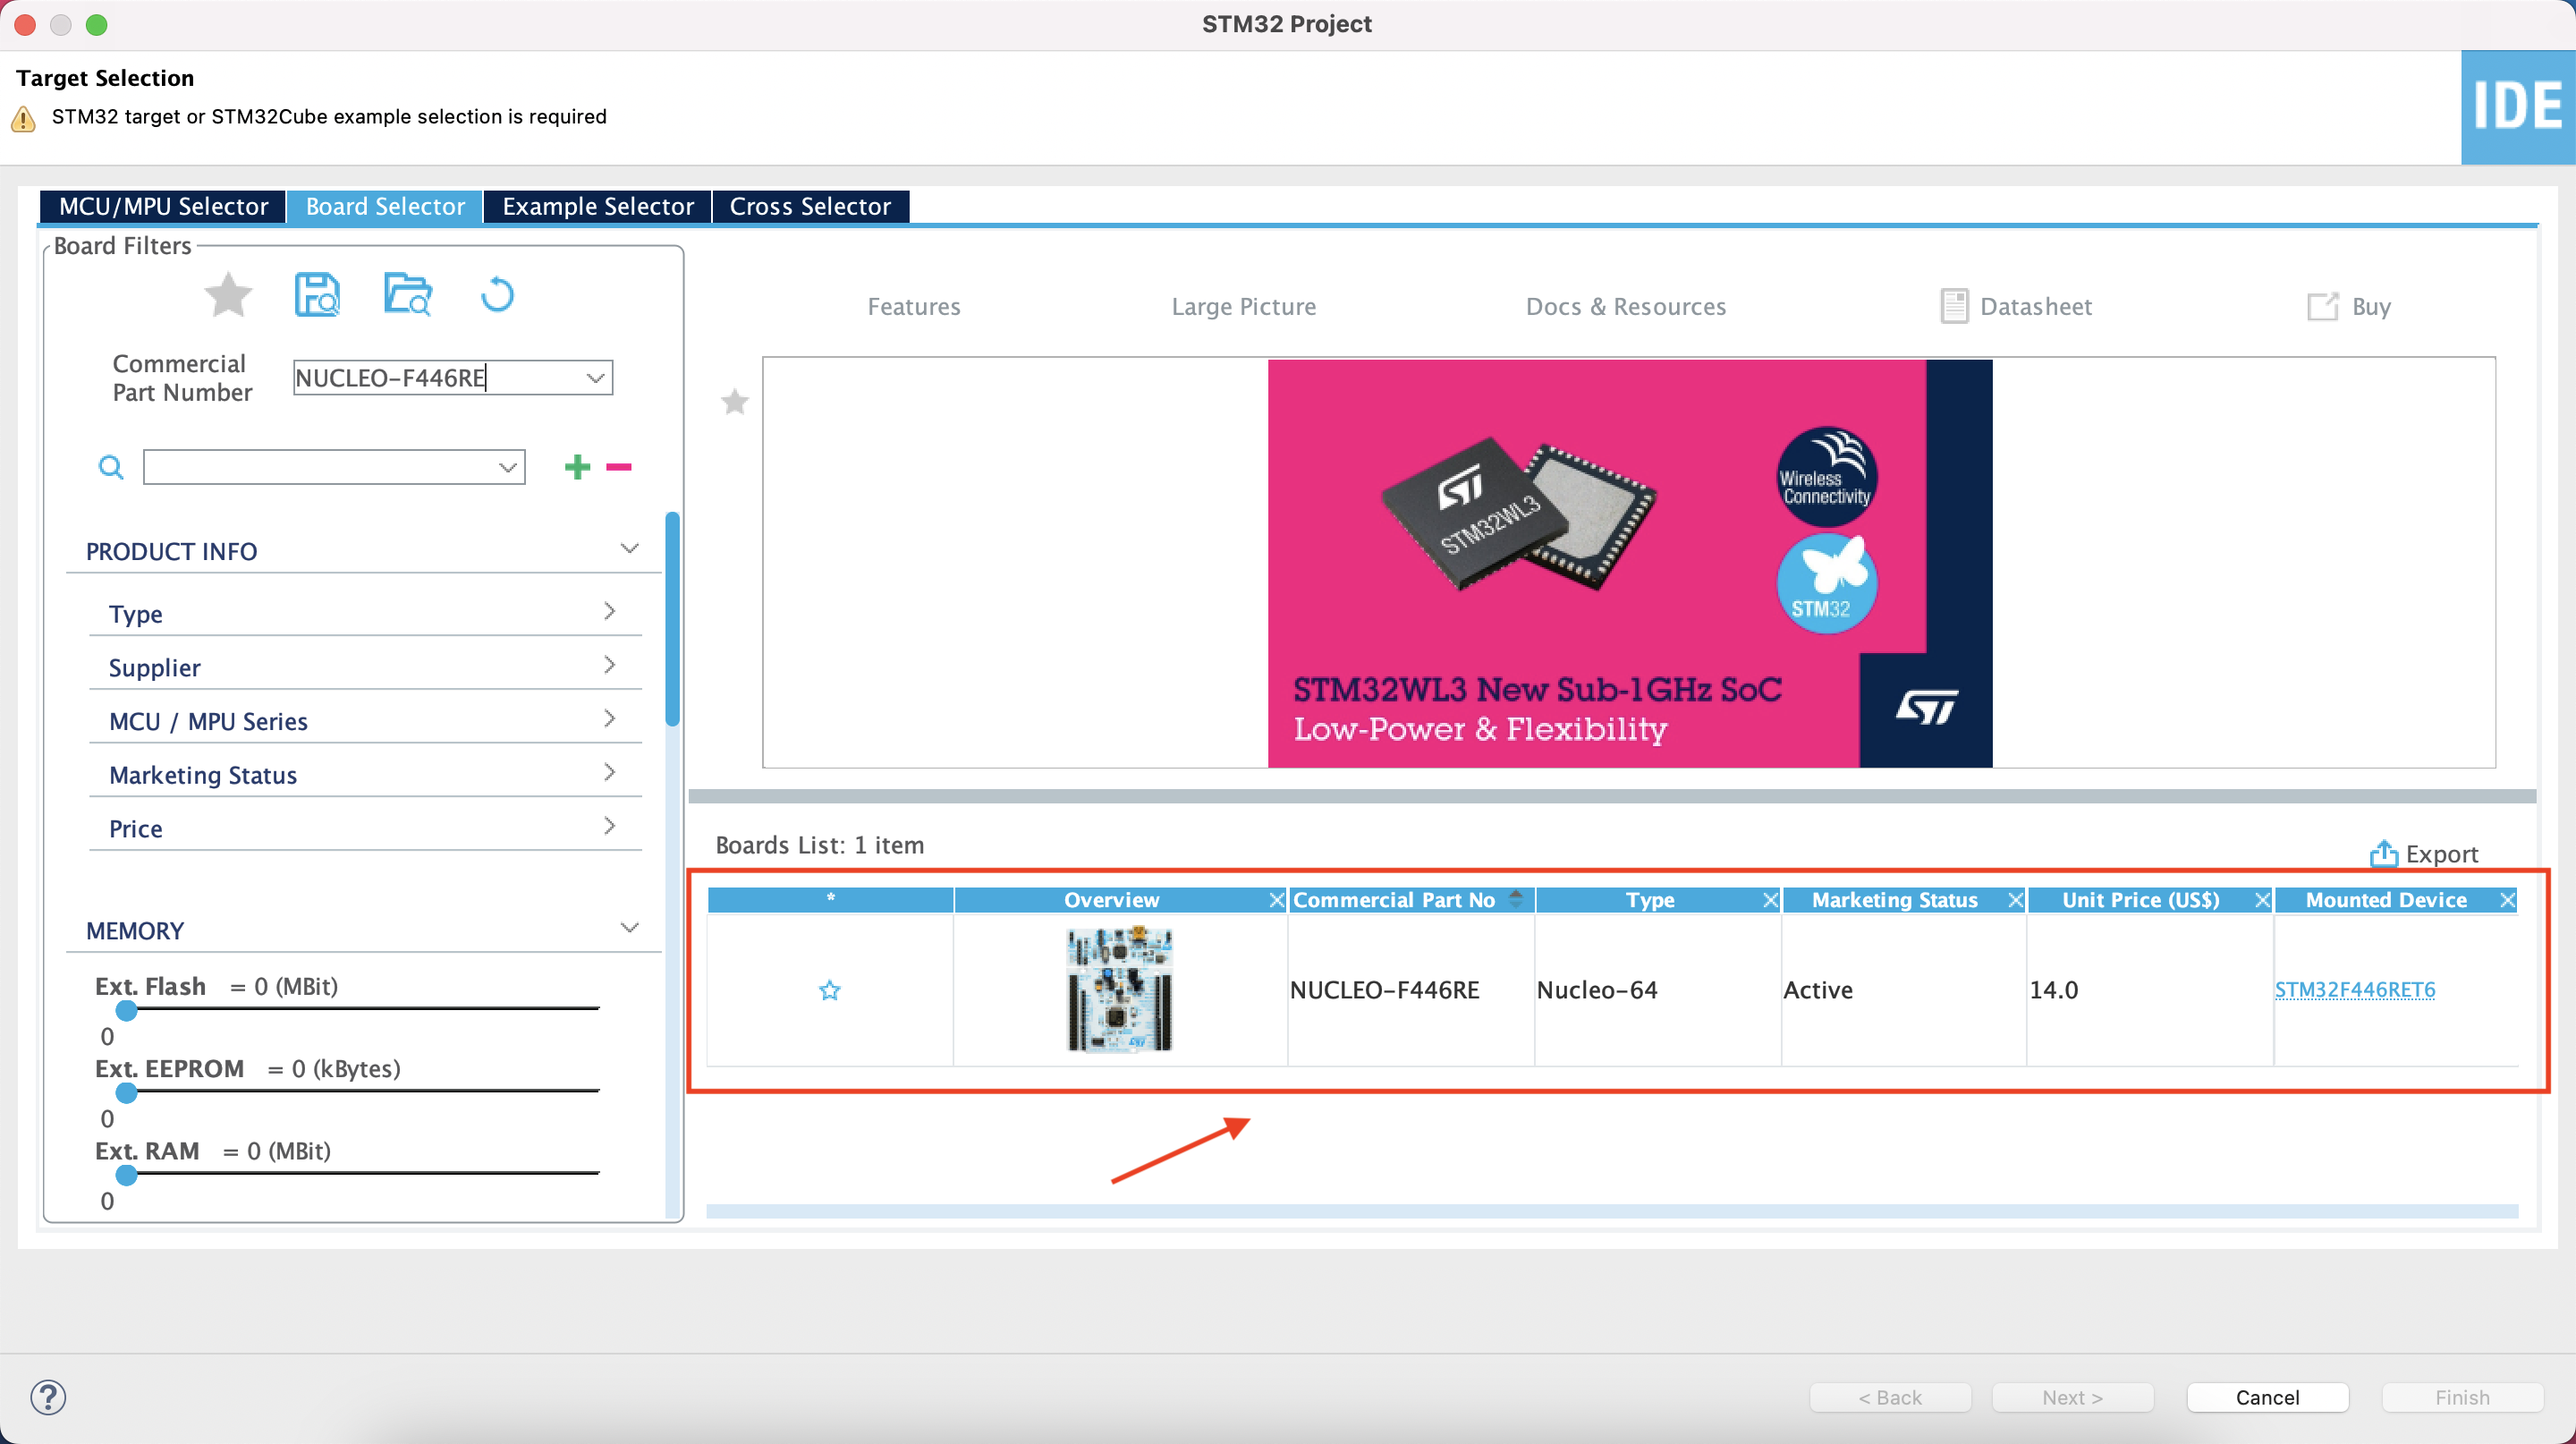 STM32 Project
Target Selection
STM32 target or STM32Cube example selection is required
IDE
MCU/MPU Selector
Board Selector
Example Selector
Cross Selector
Board Filters
Commercial
Part Number
NUCLEO-F446RE
PRODUCT INFO
Type
Supplier
MCU / MPU Series
Marketing Status
Price
MEMORY
Ext. Flash = 0 (MBit)
0
Ext. EEPROM = 0 (kBytes)
0
Ext. RAM = 0 (MBit)
0
Features
Large Picture
Docs & Resources
Datasheet
Buy
ST
STM32WL3
Wireless
Connectivity
STM32
STM32WL3 New Sub-1GHz SoC
Low-Power & Flexibility
ST
Boards List: 1 item
Export
* Overview Commercial Part No Type Marketing Status Unit Price (US$) Mounted Device
NUCLEO-F446RE Nucleo-64 Active 14.0 STM32F446RET6
?
< Back
Next >
Cancel
Finish